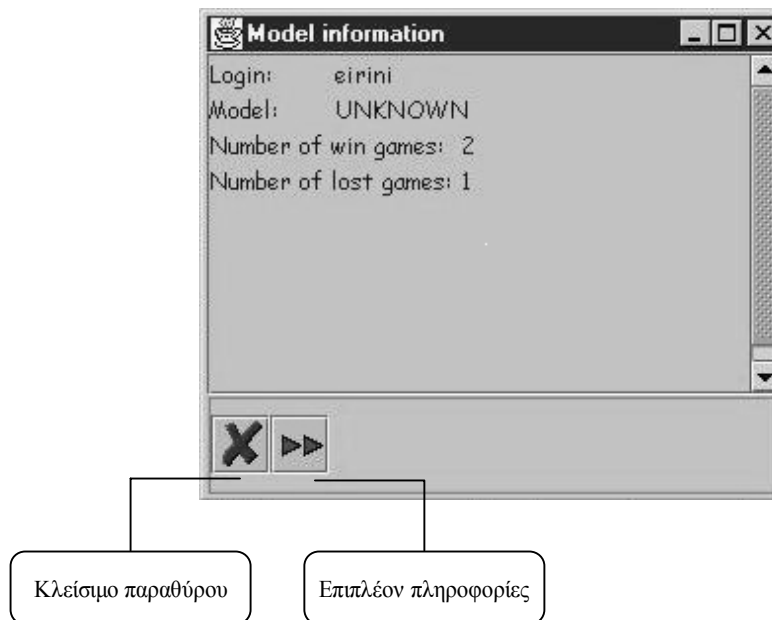 Model information
Login: eirini
Model: UNKNOWN
Number of win games: 2
Number of lost games: 1
Κλείσιμο παραθύρου
Επιπλέον πληροφορίες